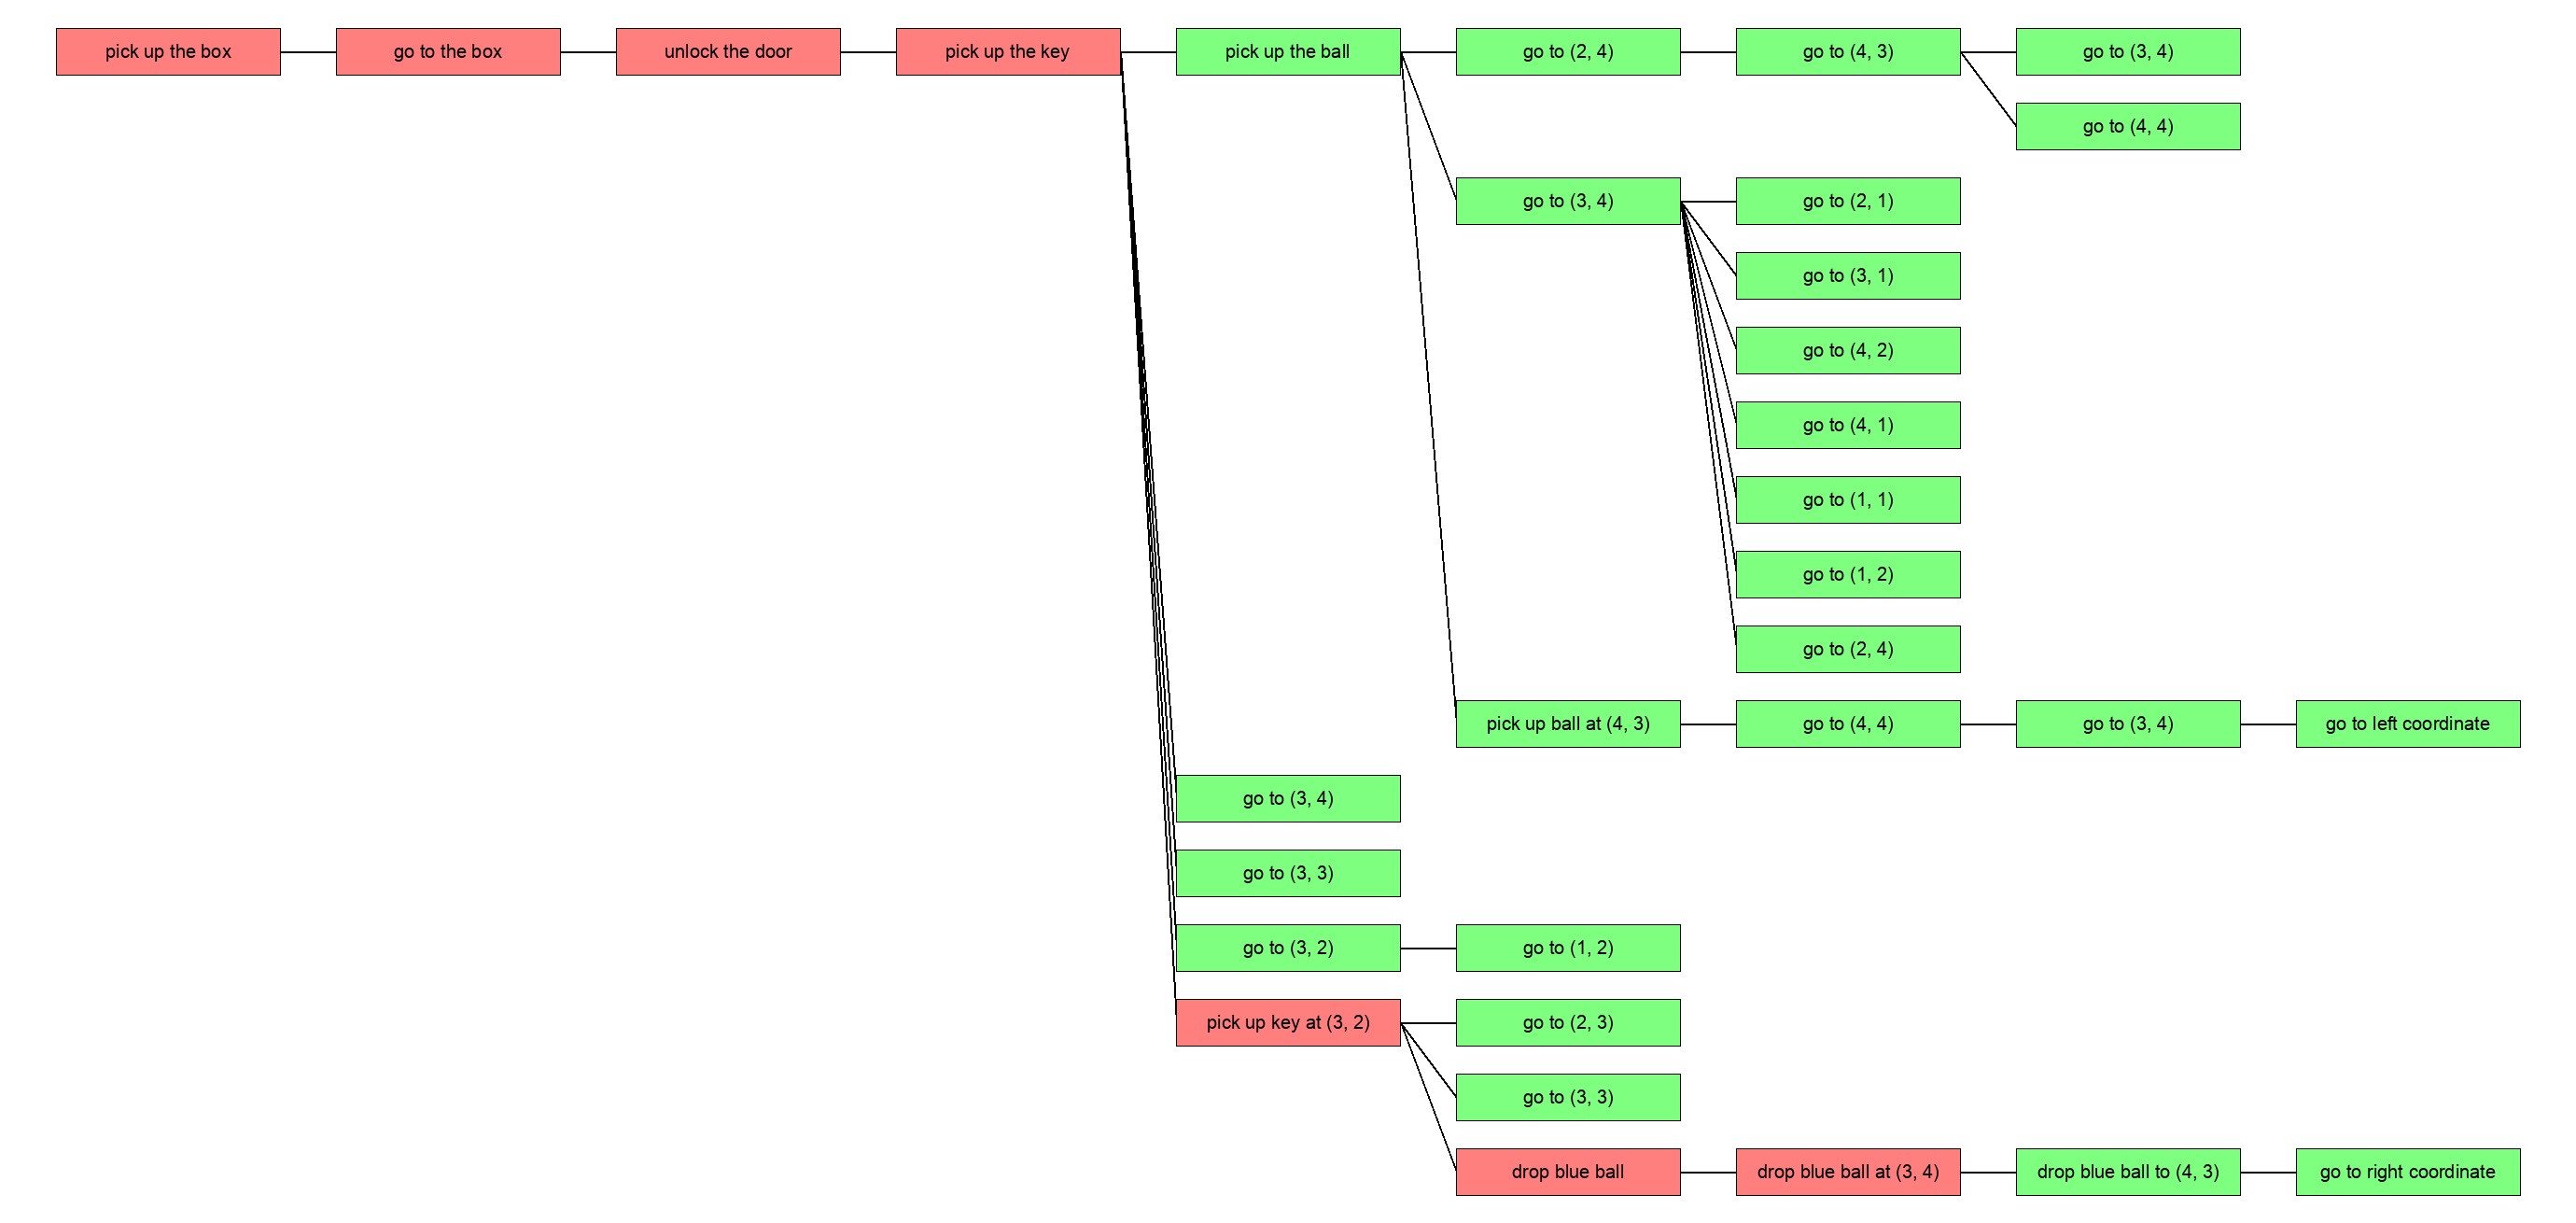 pick up the box go to the box unlock the door pick up the key pick up the ball go to (2, 4) go to (4, 3) go to (3, 4)
go to (4, 4)
go to (3, 4) go to (2, 1)
go to (3, 1)
go to (4, 2)
go to (4, 1)
go to (1, 1)
go to (1, 2)
go to (2, 4)
pick up ball at (4, 3) go to (4, 4) go to (3, 4) go to left coordinate
go to (3, 4)
go to (3, 3)
go to (3, 2) go to (1, 2)
pick up key at (3, 2) go to (2, 3)
go to (3, 3)
drop blue ball drop blue ball at (3, 4) drop blue ball to (4, 3) go to right coordinate